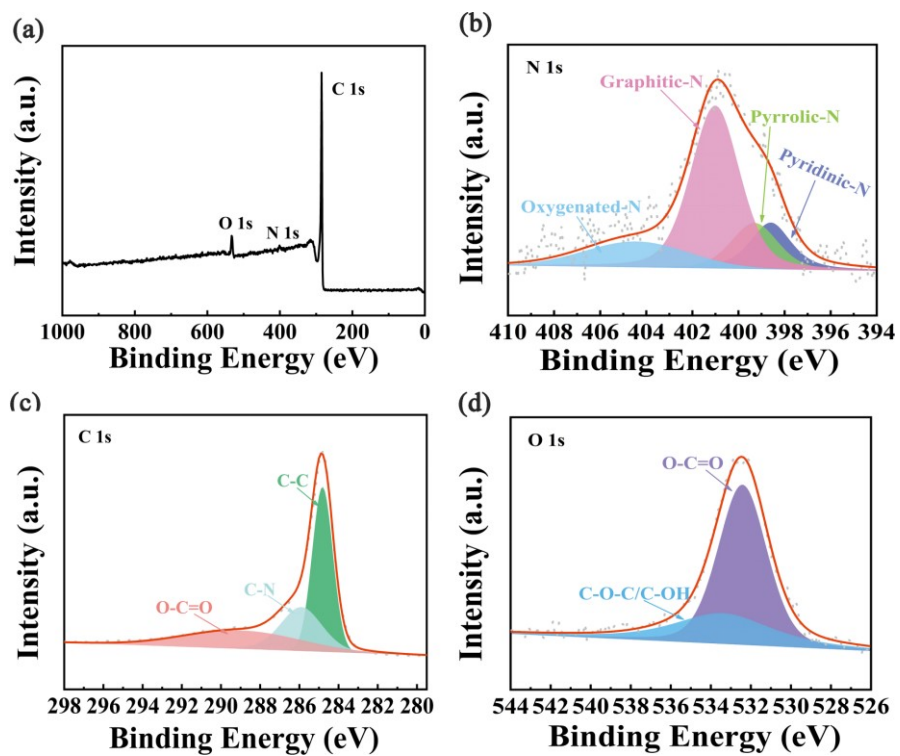 (a)
C 1s
O 1s
N 1s
Intensity (a.u.)
1000 800 600 400 200 0
Binding Energy (eV)
(b)
N 1s
Graphitic-N
Pyrrolic-N
Pyridinic-N
Oxygenated-N
Intensity (a.u.)
410 408 406 404 402 400 398 396 394
Binding Energy (eV)
(c)
C 1s
C-C
C-N
O-C=O
Intensity (a.u.)
298 296 294 292 290 288 286 284 282 280
Binding Energy (eV)
(d)
O 1s
O-C=O
C-O-C/C-OH
Intensity (a.u.)
544 542 540 538 536 534 532 530 528 526
Binding Energy (eV)